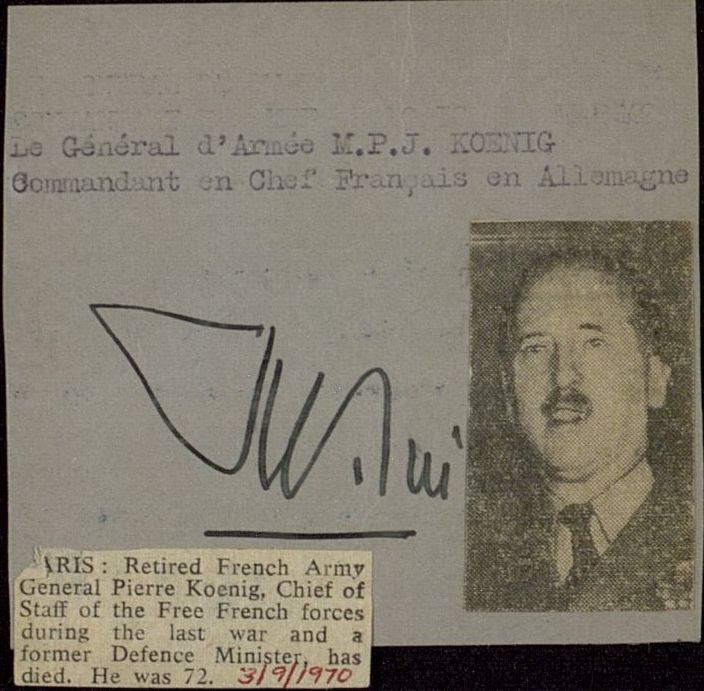 Le Général d'Armée M.P.J. KOENIG
Commandant en Chef Français en Allemagne
ARIS: Retired French Army
General Pierre Koenig, Chief of
Staff of the Free French forces
during the last war and a
former Defence Minister, has
died. He was 72. 3/9/1970